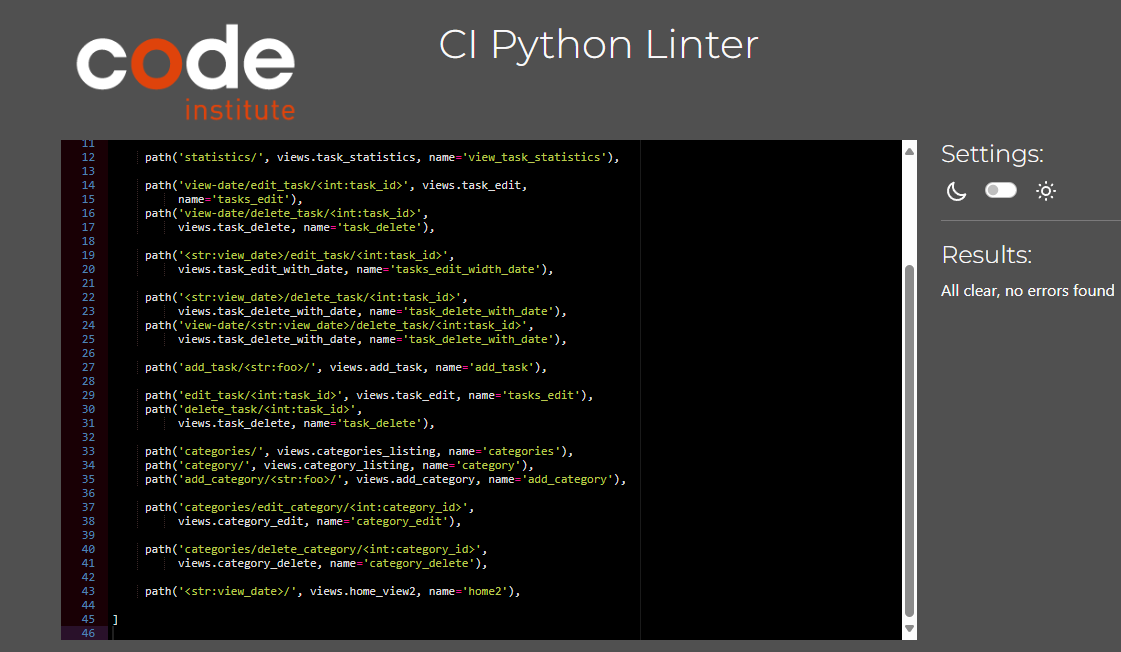 code
institute
CI Python Linter
11
12 path('statistics/', views.task_statistics, name='view_task_statistics'),
13
14 path('view-date/edit_task/<int:task_id>', views.task_edit,
15 name='tasks_edit'),
16 path('view-date/delete_task/<int:task_id>',
17 views.task_delete, name='task_delete'),
18
19 path('<str:view_date>/edit_task/<int:task_id>',
20 views.task_edit_with_date, name='tasks_edit_width_date'),
21
22 path('<str:view_date>/delete_task/<int:task_id>',
23 views.task_delete_with_date, name='task_delete_with_date'),
24 path('view-date/<str:view_date>/delete_task/<int:task_id>',
25 views.task_delete_with_date, name='task_delete_with_date'),
26
27 path('add_task/<str:foo>/', views.add_task, name='add_task'),
28
29 path('edit_task/<int:task_id>', views.task_edit, name='tasks_edit'),
30 path('delete_task/<int:task_id>',
31 views.task_delete, name='task_delete'),
32
33 path('categories/', views.categories_listing, name='categories'),
34 path('category/', views.category_listing, name='category'),
35 path('add_category/<str:foo>/', views.add_category, name='add_category'),
36
37 path('categories/edit_category/<int:category_id>',
38 views.category_edit, name='category_edit'),
39
40 path('categories/delete_category/<int:category_id>',
41 views.category_delete, name='category_delete'),
42
43 path('<str:view_date>/', views.home_view2, name='home2'),
44
45 ]
46
Settings:
Results:
All clear, no errors found